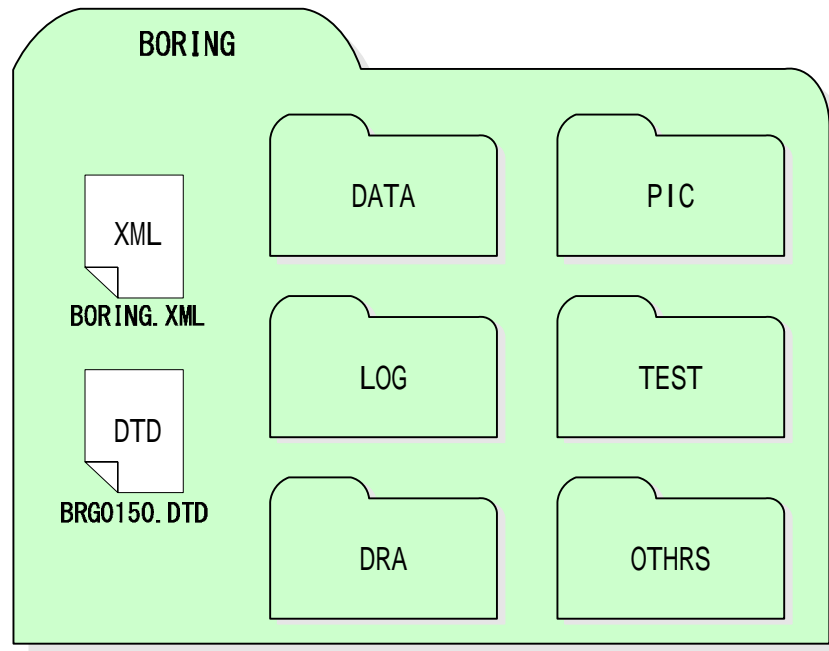 BORING
DATA
PIC
XML
BORING.XML
LOG
TEST
DTD
BRG0150.DTD
DRA
OTHRS